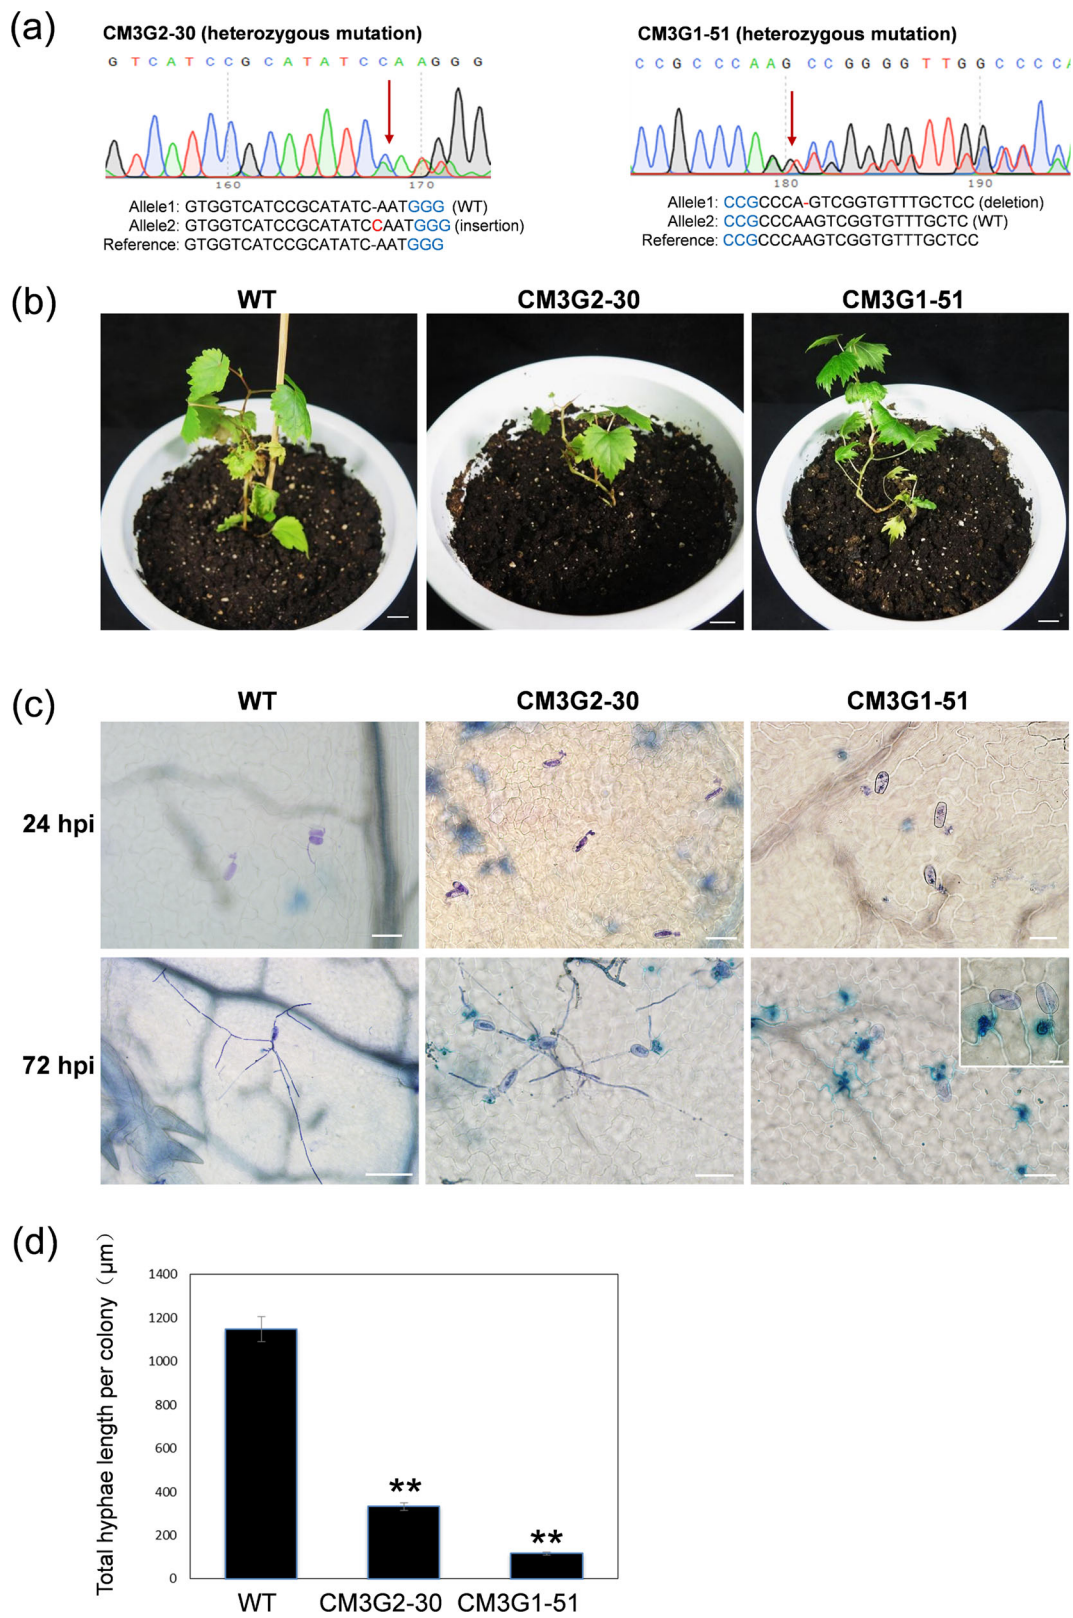 (a)
CM3G2-30 (heterozygous mutation)
G T C A T C C G C A T A T C C A A G G G
160 170
Allele1: GTGGTCATCCGCATATC-AATGGG (WT)
Allele2: GTGGTCATCCGCATATCCAATGGG (insertion)
Reference: GTGGTCATCCGCATATC-AATGGG
CM3G1-51 (heterozygous mutation)
C C G C C C A A G C C G G G G T T G G C C C C A
180 190
Allele1: CCGCCCA-GTCGGTGTTTGCTCC (deletion)
Allele2: CCGCCCAAGTCGGTGTTTGCTC (WT)
Reference: CCGCCCAAGTCGGTGTTTGCTCC
(b)
WT CM3G2-30 CM3G1-51
(c)
WT CM3G2-30 CM3G1-51
24 hpi
72 hpi
(d)
Total hyphae length per colony (μm)
1400
1200
1000
800
600
400
200
0
**
**
WT CM3G2-30 CM3G1-51